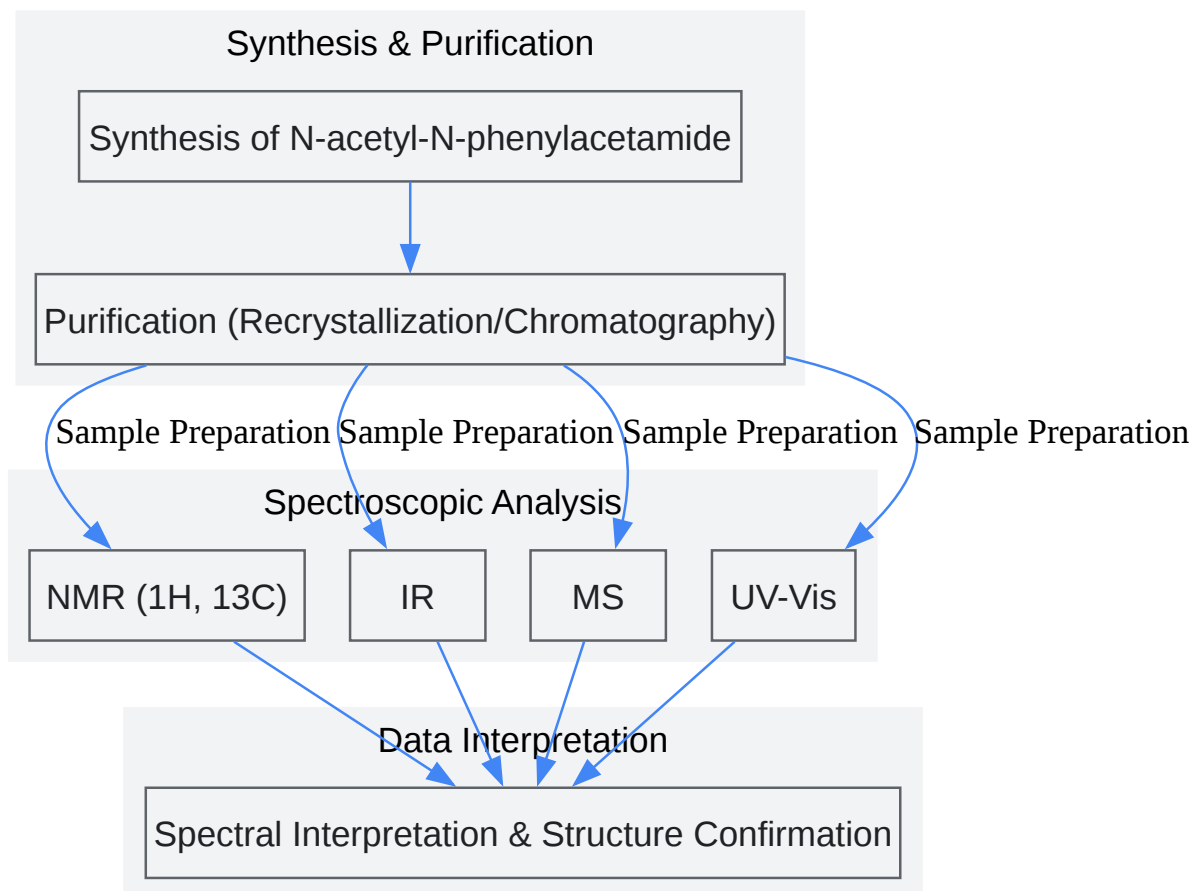 Synthesis & Purification
Synthesis of N-acetyl-N-phenylacetamide
Purification (Recrystallization/Chromatography)
Sample Preparation
Sample Preparation
Sample Preparation
Sample Preparation
Spectroscopic Analysis
NMR (1H, 13C)
IR
MS
UV-Vis
Data Interpretation
Spectral Interpretation & Structure Confirmation